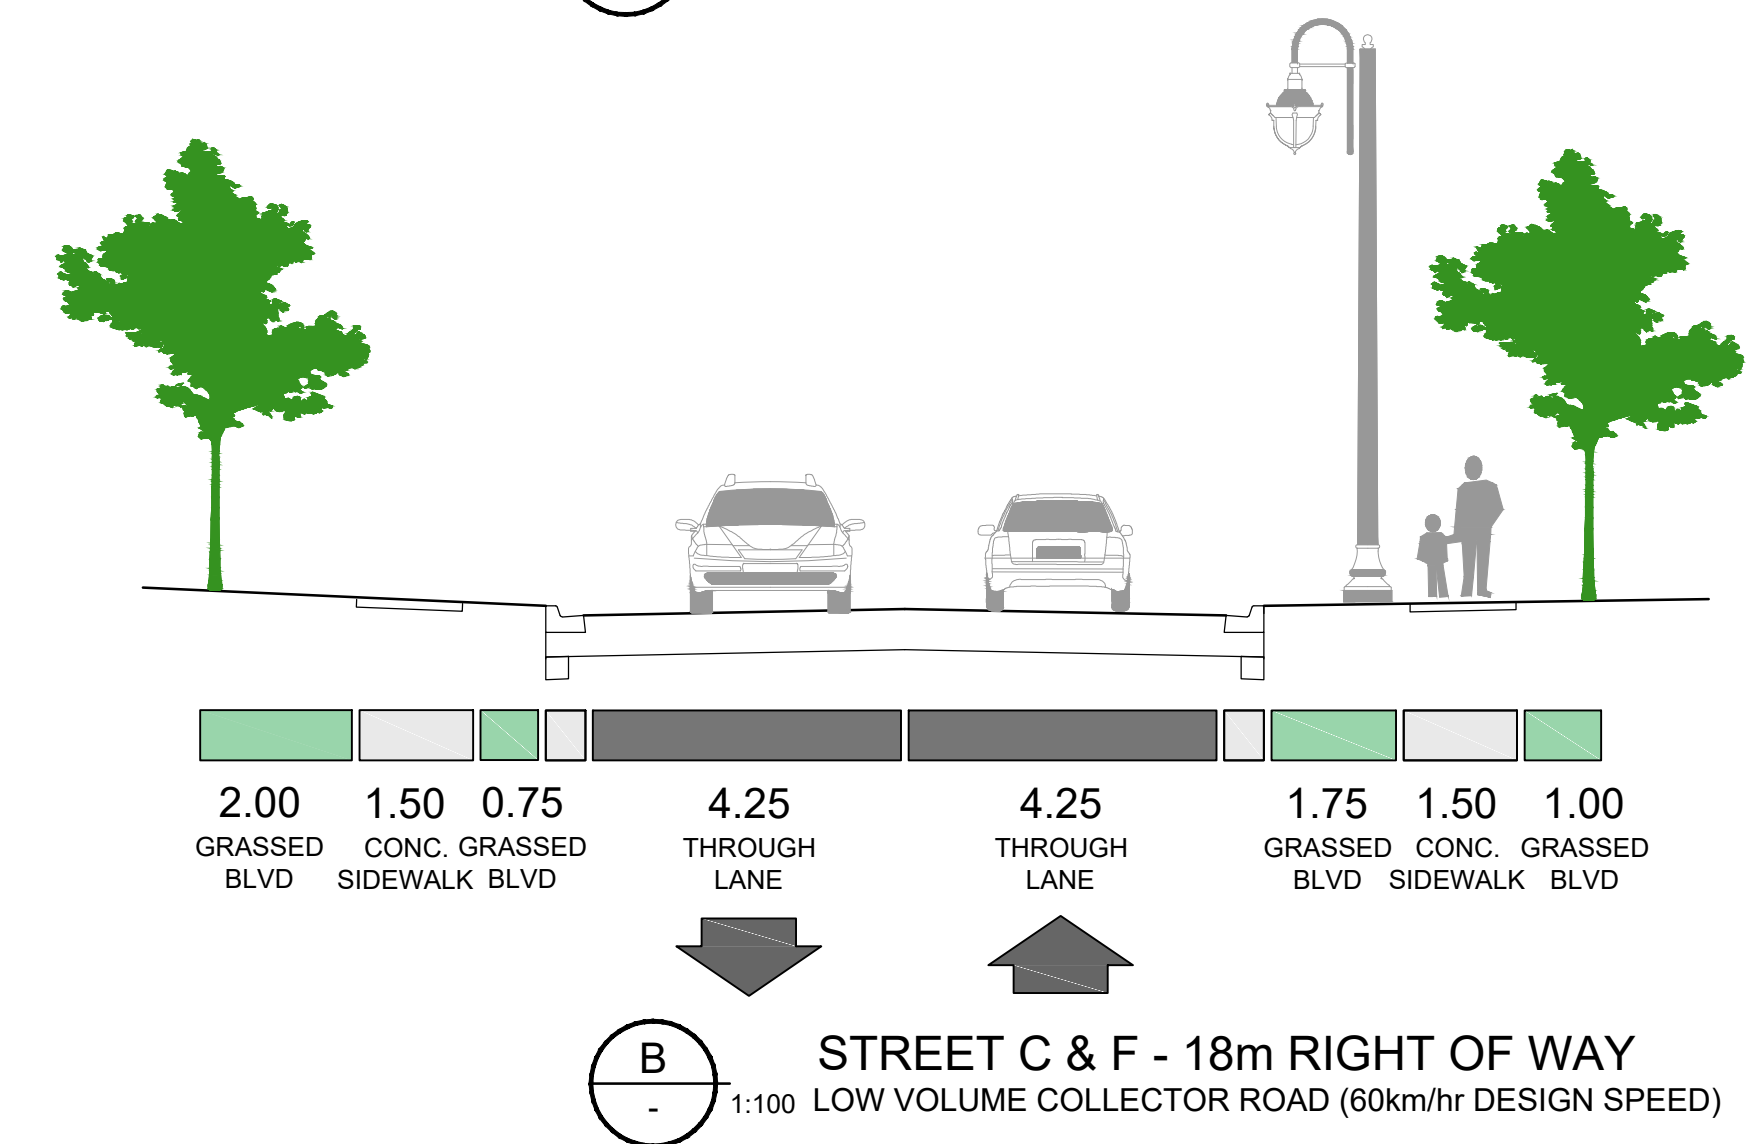 2.00 1.50 0.75 4.25 4.25 1.75 1.50 1.00
GRASSED CONC. GRASSED THROUGH THROUGH GRASSED CONC. GRASSED
BLVD SIDEWALK BLVD LANE LANE BLVD SIDEWALK BLVD
B STREET C & F - 18m RIGHT OF WAY
- 1:100 LOW VOLUME COLLECTOR ROAD (60km/hr DESIGN SPEED)